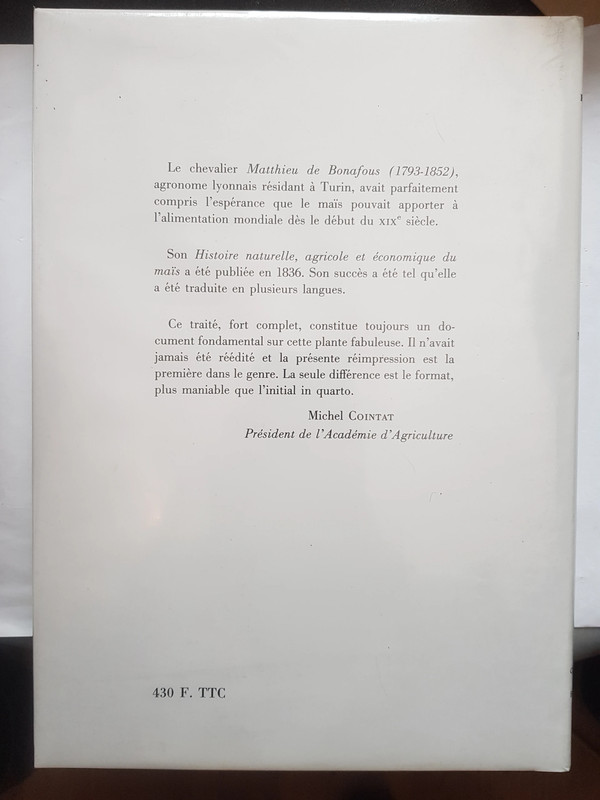 Le chevalier Matthieu de Bonafous (1793-1852),
agronome lyonnais résidant à Turin, avait parfaitement
compris l'espérance que le maïs pouvait apporter à
l'alimentation mondiale dès le début du XIXe siècle.
Son Histoire naturelle, agricole et économique du
maïs a été publiée en 1836. Son succès a été tel qu'elle
a été traduite en plusieurs langues.
Ce traité, fort complet, constitue toujours un do-
cument fondamental sur cette plante fabuleuse. Il n'avait
jamais été réédité et la présente réimpression est la
première dans le genre. La seule différence est le format,
plus maniable que l'initial in quarto.
Michel COINTAT
Président de l'Académie d'Agriculture
430 F. TTC